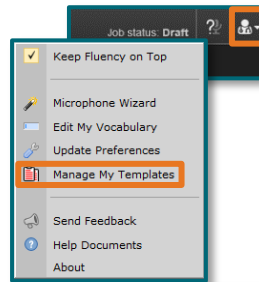 Job status: Draft
Keep Fluency on Top
Microphone Wizard
Edit My Vocabulary
Update Preferences
Manage My Templates
Send Feedback
Help Documents
About